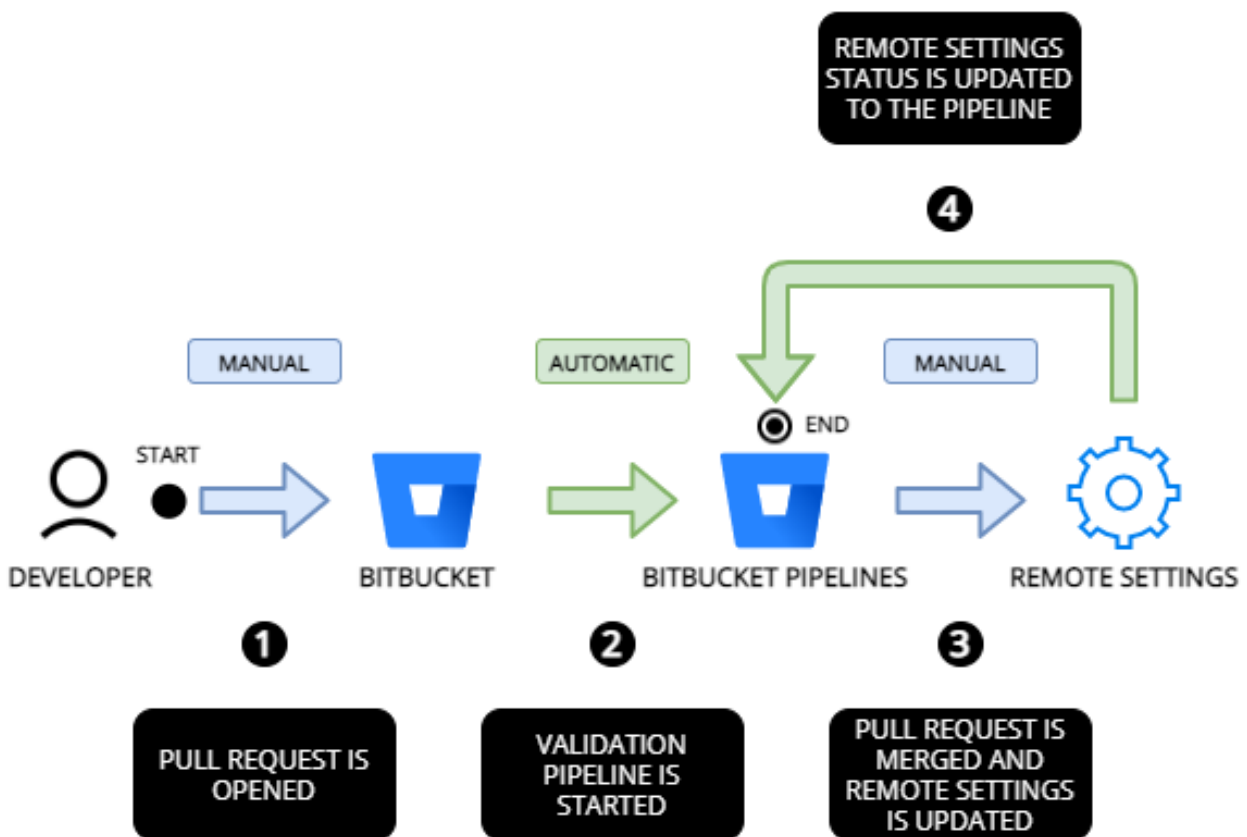 REMOTE SETTINGS
STATUS IS UPDATED
TO THE PIPELINE
4
MANUAL
AUTOMATIC
MANUAL
START
END
DEVELOPER
BITBUCKET
BITBUCKET PIPELINES
REMOTE SETTINGS
1
2
3
PULL REQUEST IS
OPENED
VALIDATION
PIPELINE IS
STARTED
PULL REQUEST IS
MERGED AND
REMOTE SETTINGS
IS UPDATED